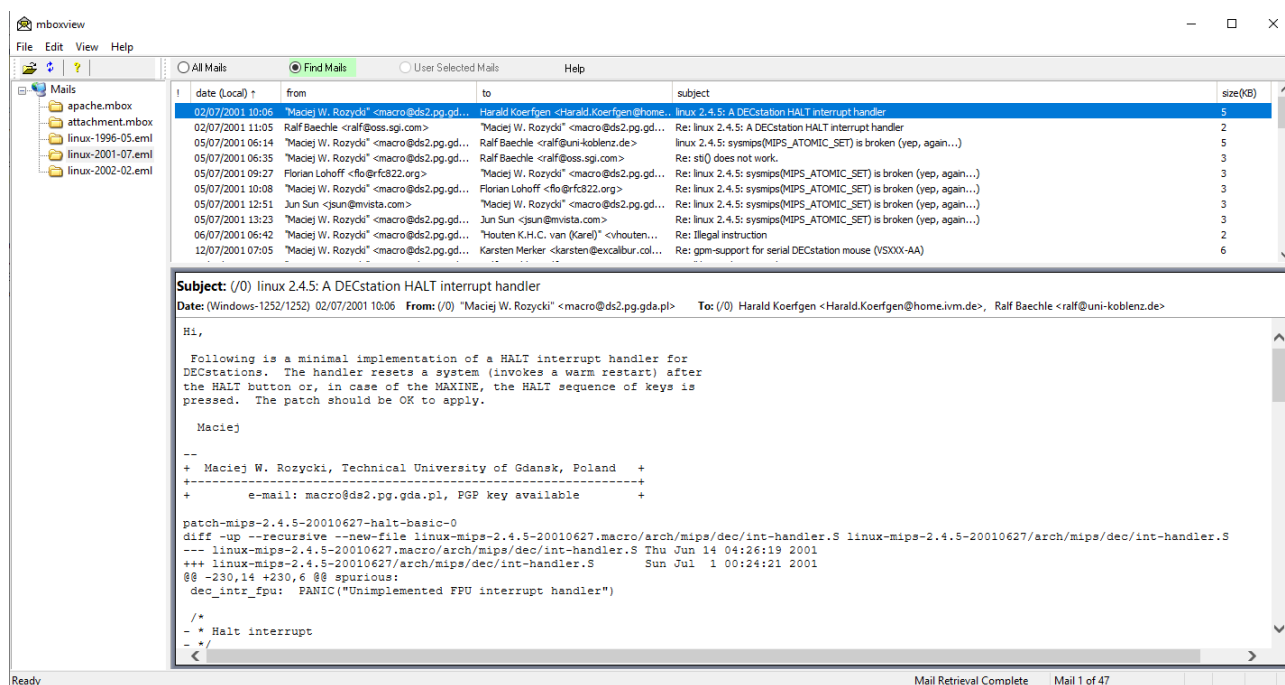 mboxview
File Edit View Help
All Mails Find Mails User Selected Mails Help
Mails
apache.mbox
attachment.mbox
linux-1996-05.eml
linux-2001-07.eml
linux-2002-02.eml
! date (Local) ↑ from to subject size(KB)
02/07/2001 10:06 "Maciej W. Rozycki" <macro@ds2.pg.gd... Harald Koerfgen <Harald.Koerfgen@home... linux 2.4.5: A DECstation HALT interrupt handler 5
02/07/2001 11:05 Ralf Baechle <ralf@oss.sgi.com> "Maciej W. Rozycki" <macro@ds2.pg.gd... Re: linux 2.4.5: A DECstation HALT interrupt handler 2
05/07/2001 06:14 "Maciej W. Rozycki" <macro@ds2.pg.gd... Ralf Baechle <ralf@uni-koblenz.de> linux 2.4.5: sysmips(MIPS_ATOMIC_SET) is broken (yep, again...) 5
05/07/2001 06:35 "Maciej W. Rozycki" <macro@ds2.pg.gd... Ralf Baechle <ralf@oss.sgi.com> Re: sti() does not work. 3
05/07/2001 09:27 Florian Lohoff <flo@rfc822.org> "Maciej W. Rozycki" <macro@ds2.pg.gd... Re: linux 2.4.5: sysmips(MIPS_ATOMIC_SET) is broken (yep, again...) 3
05/07/2001 10:08 "Maciej W. Rozycki" <macro@ds2.pg.gd... Florian Lohoff <flo@rfc822.org> Re: linux 2.4.5: sysmips(MIPS_ATOMIC_SET) is broken (yep, again...) 3
05/07/2001 12:51 Jun Sun <jsun@mvista.com> "Maciej W. Rozycki" <macro@ds2.pg.gd... Re: linux 2.4.5: sysmips(MIPS_ATOMIC_SET) is broken (yep, again...) 3
05/07/2001 13:23 "Maciej W. Rozycki" <macro@ds2.pg.gd... Jun Sun <jsun@mvista.com> Re: linux 2.4.5: sysmips(MIPS_ATOMIC_SET) is broken (yep, again...) 3
06/07/2001 06:42 "Maciej W. Rozycki" <macro@ds2.pg.gd... "Houten K.H.C. van (Karel)" <vhouten... Re: Illegal instruction 2
12/07/2001 07:05 "Maciej W. Rozycki" <macro@ds2.pg.gd... Karsten Merker <karsten@excalibur.col... Re: gpm-support for serial DECstation mouse (VSXXX-AA) 6
Subject: (/0) linux 2.4.5: A DECstation HALT interrupt handler
Date: (Windows-1252/1252) 02/07/2001 10:06 From: (/0) "Maciej W. Rozycki" <macro@ds2.pg.gda.pl> To: (/0) Harald Koerfgen <Harald.Koerfgen@home.ivm.de>, Ralf Baechle <ralf@uni-koblenz.de>
Hi,
Following is a minimal implementation of a HALT interrupt handler for
DECstations. The handler resets a system (invokes a warm restart) after
the HALT button or, in case of the MAXINE, the HALT sequence of keys is
pressed. The patch should be OK to apply.
Maciej
--
+ Maciej W. Rozycki, Technical University of Gdansk, Poland +
+--------------------------------------------------------------+
+ e-mail: macro@ds2.pg.gda.pl, PGP key available +
patch-mips-2.4.5-20010627-halt-basic-0
diff -up --recursive --new-file linux-mips-2.4.5-20010627.macro/arch/mips/dec/int-handler.S linux-mips-2.4.5-20010627/arch/mips/dec/int-handler.S
--- linux-mips-2.4.5-20010627.macro/arch/mips/dec/int-handler.S Thu Jun 14 04:26:19 2001
+++ linux-mips-2.4.5-20010627/arch/mips/dec/int-handler.S Sun Jul 1 00:24:21 2001
@@ -230,14 +230,6 @@ spurious:
dec_intr_fpu: PANIC("Unimplemented FPU interrupt handler")
/*
- * Halt interrupt
- */
Ready Mail Retrieval Complete Mail 1 of 47